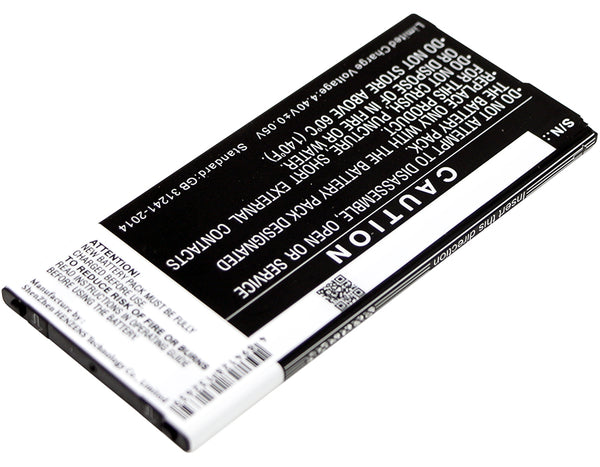 S/N:
Insert this direction
CAUTION
•DO NOT ATTEMPT TO DISASSEMBLE, OPEN OR SERVICE
THE BATTERY PACK
•REPLACE ONLY WITH THE BATTERY PACK DESIGNATED
FOR THIS PRODUCT.
•DO NOT CRUSH, PUNCTURE, SHORT EXTERNAL CONTACTS
OR DISPOSE OF IN FIRE OR WATER.
•DO NOT STORE ABOVE 60°C (140°F).
Limited Charge Voltage:4.40V±0.05V
Standard:GB 31241-2014
ATTENTION!
NEW BATTERY PACK MUST BE FULLY
CHARGED BEFORE USE
TO REDUCE RISK OF FIRE OR BURNS
READ INSTRUCTIONS IN OPERATING GUIDE
BEFORE USING BATTERY
Manufacture by :
ShenZhen HENZENS Technology Co., Limited